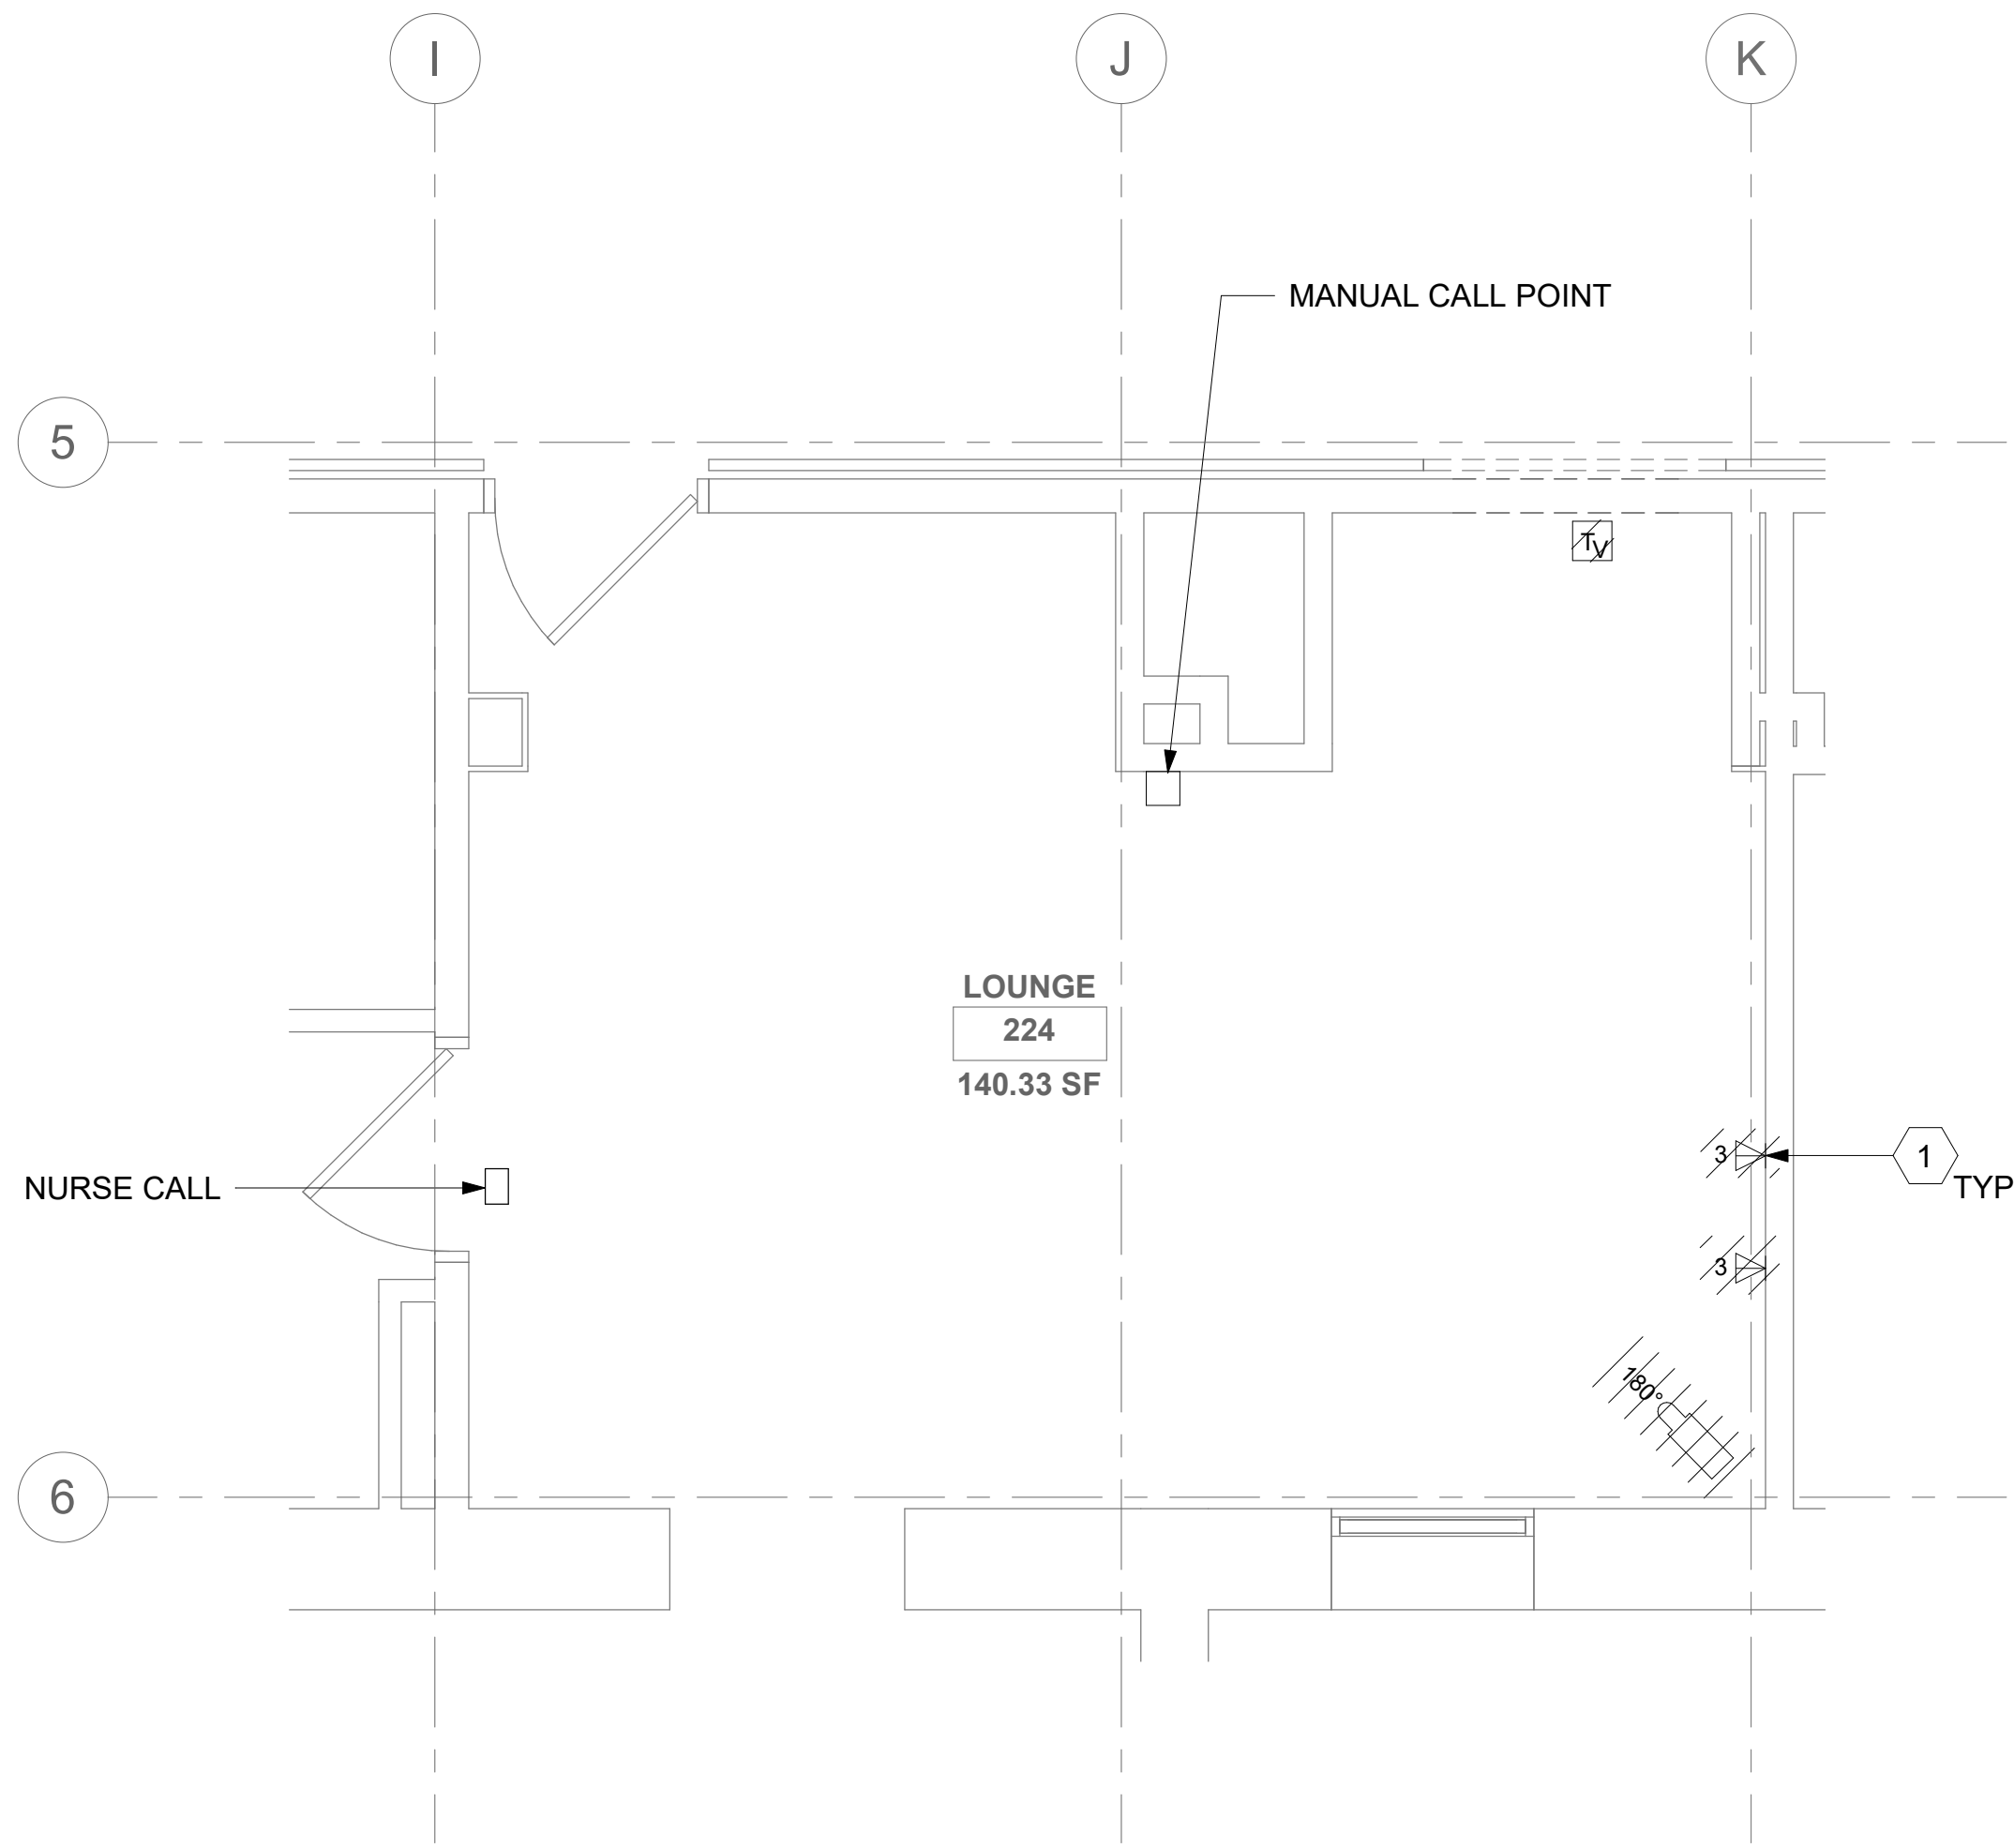 I
J
K
MANUAL CALL POINT
5
TV
LOUNGE
224
140.33 SF
3
1
TYP
NURSE CALL
3
180°
6